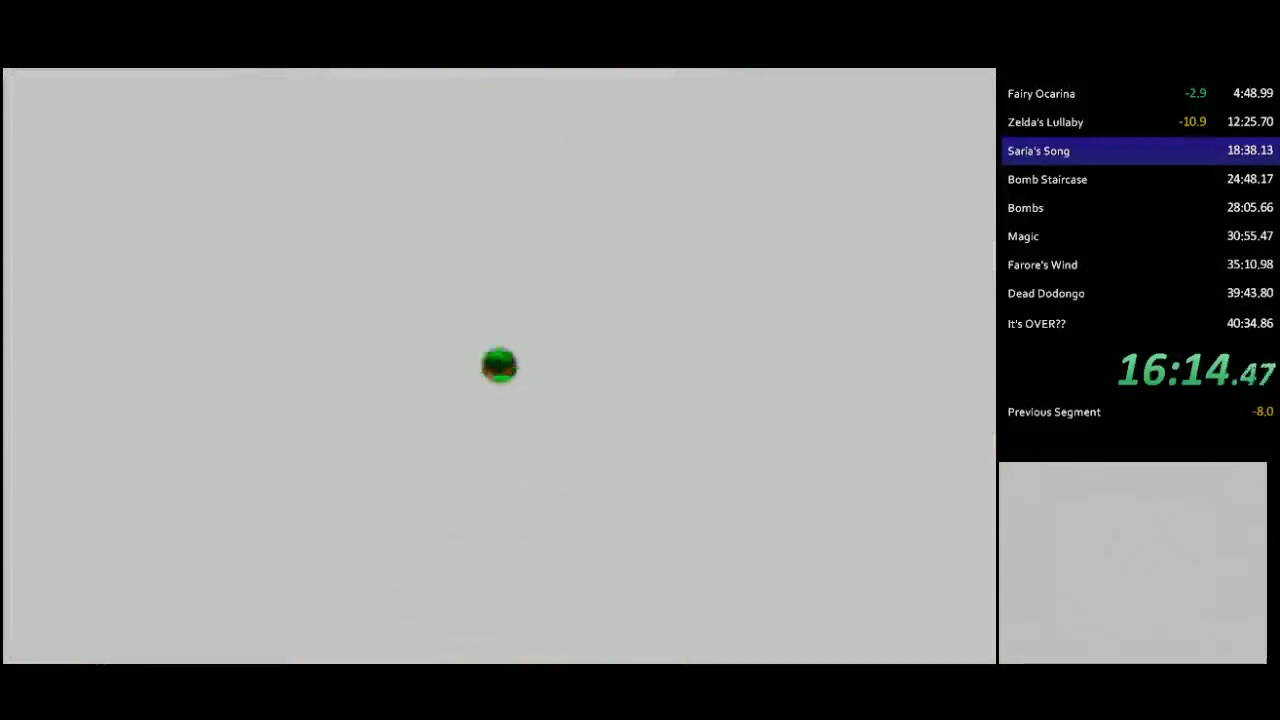 Fairy Ocarina -2.9 4:48.99
Zelda's Lullaby -10.9 12:25.70
Saria's Song 18:38.13
Bomb Staircase 24:48.17
Bombs 28:05.66
Magic 30:55.47
Farore's Wind 35:10.98
Dead Dodongo 39:43.80
It's OVER?? 40:34.86
16:14.47
Previous Segment -8.0